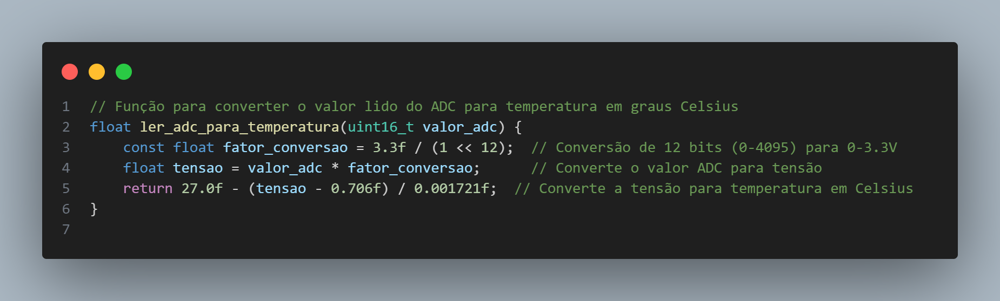 1 // Função para converter o valor lido do ADC para temperatura em graus Celsius
2 float ler_adc_para_temperatura(uint16_t valor_adc) {
3     const float fator_conversao = 3.3f / (1 << 12);  // Conversão de 12 bits (0-4095) para 0-3.3V
4     float tensao = valor_adc * fator_conversao;      // Converte o valor ADC para tensão
5     return 27.0f - (tensao - 0.706f) / 0.001721f;  // Converte a tensão para temperatura em Celsius
6 }
7